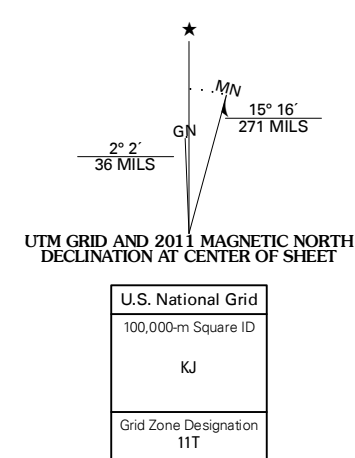 ★
MN
15° 16´
271 MILS
GN
2° 2´
36 MILS
UTM GRID AND 2011 MAGNETIC NORTH
DECLINATION AT CENTER OF SHEET
U.S. National Grid
100,000-m Square ID
KJ
Grid Zone Designation
11T